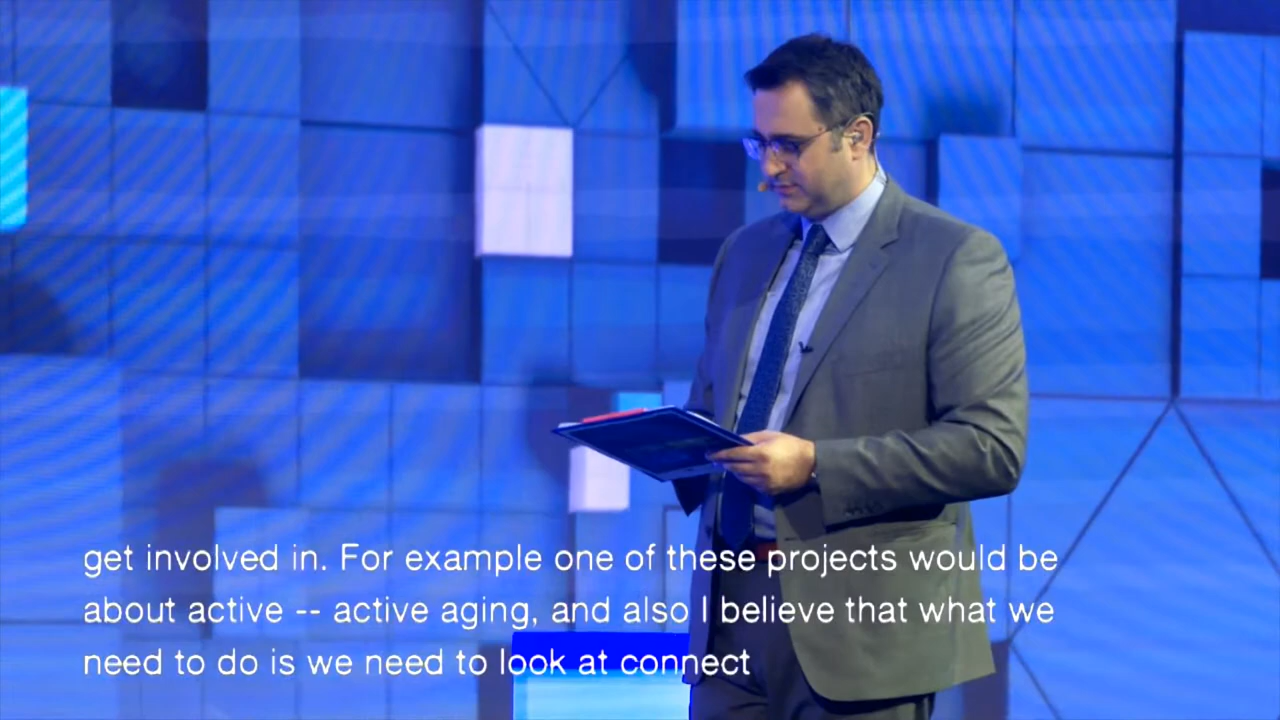 get involved in. For example one of these projects would be
about active -- active aging, and also I believe that what we
need to do is we need to look at connect